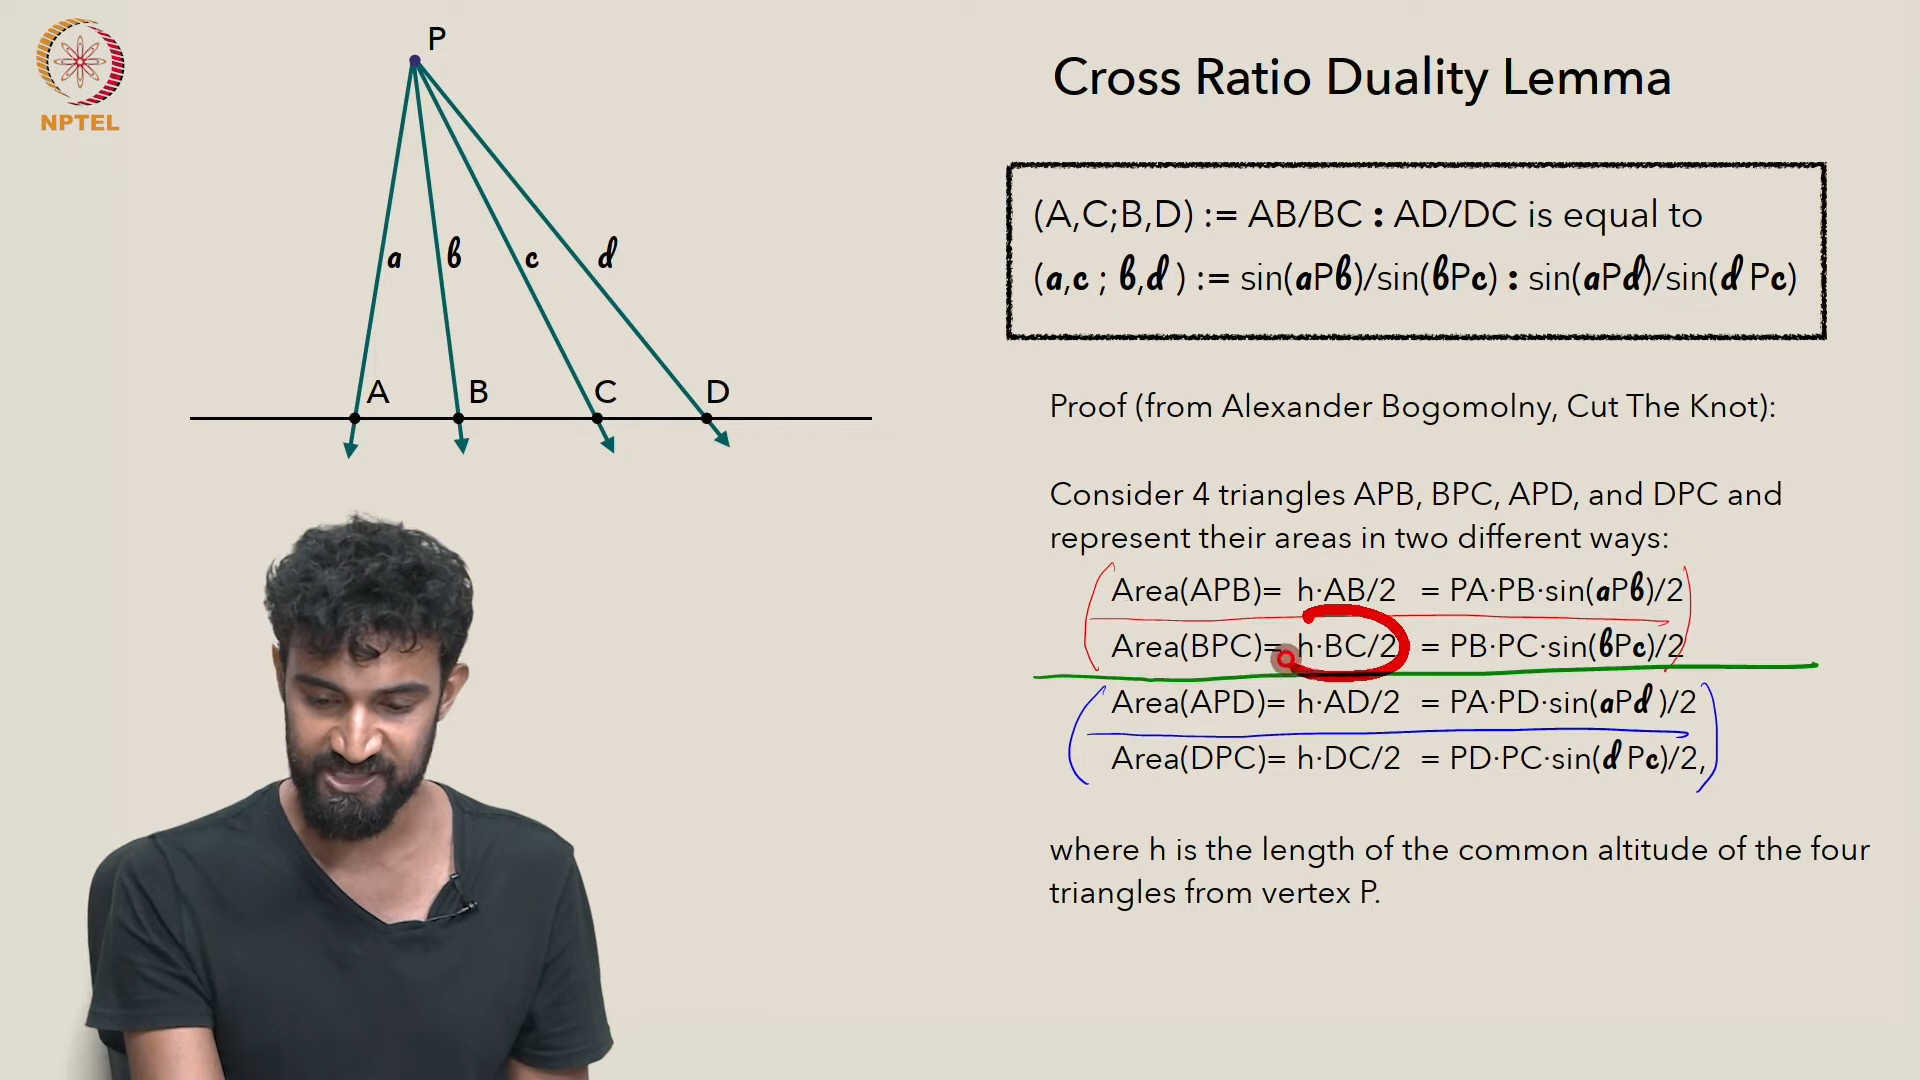 NPTEL
P
a b c d
A B C D
Cross Ratio Duality Lemma
(A,C;B,D) := AB/BC : AD/DC is equal to
(a,c ; b,d ) := sin(aPb)/sin(bPc) : sin(aPd)/sin(d Pc)
Proof (from Alexander Bogomolny, Cut The Knot):
Consider 4 triangles APB, BPC, APD, and DPC and
represent their areas in two different ways:
Area(APB)= h·AB/2 = PA·PB·sin(aPb)/2
Area(BPC)= h·BC/2 = PB·PC·sin(bPc)/2
Area(APD)= h·AD/2 = PA·PD·sin(aPd )/2
Area(DPC)= h·DC/2 = PD·PC·sin(d Pc)/2,
where h is the length of the common altitude of the four
triangles from vertex P.